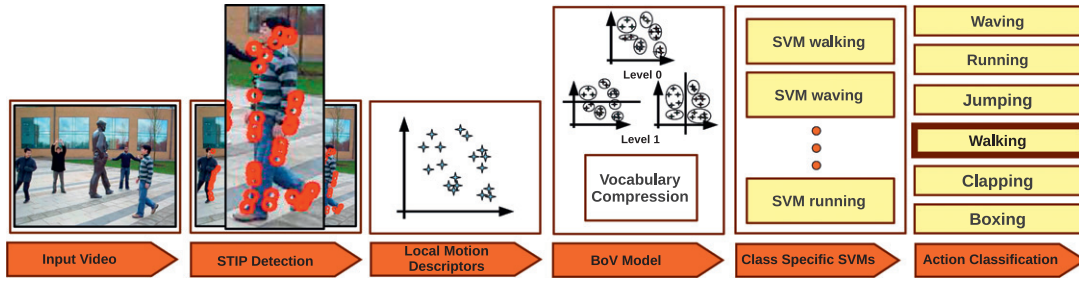 Level 0
Level 1
Vocabulary
Compression
SVM walking
SVM waving
SVM running
Waving
Running
Jumping
Walking
Clapping
Boxing
Input Video
STIP Detection
Local Motion
Descriptors
BoV Model
Class Specific SVMs
Action Classification